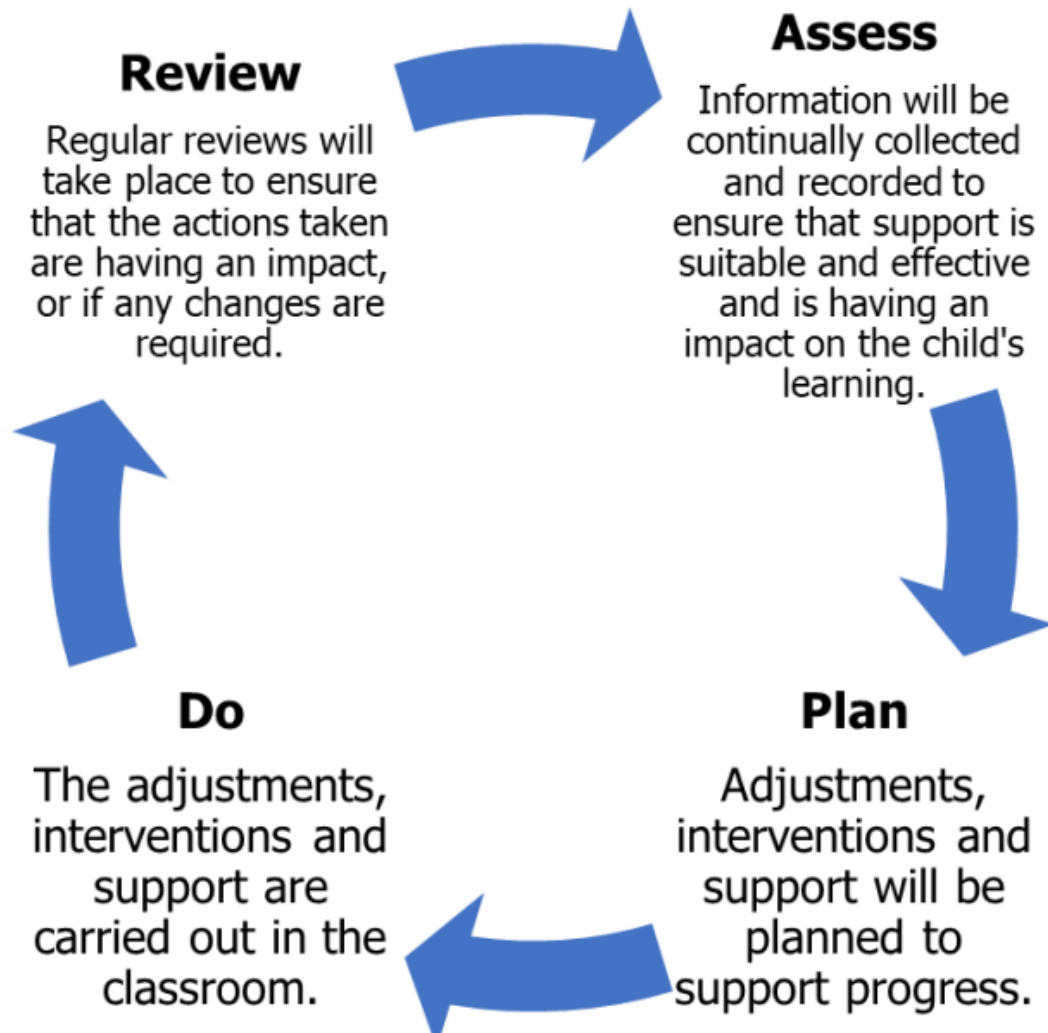 Review
Regular reviews will
take place to ensure
that the actions taken
are having an impact,
or if any changes are
required.
Assess
Information will be
continually collected
and recorded to
ensure that support is
suitable and effective
and is having an
impact on the child's
learning.
Do
The adjustments,
interventions and
support are
carried out in the
classroom.
Plan
Adjustments,
interventions and
support will be
planned to
support progress.